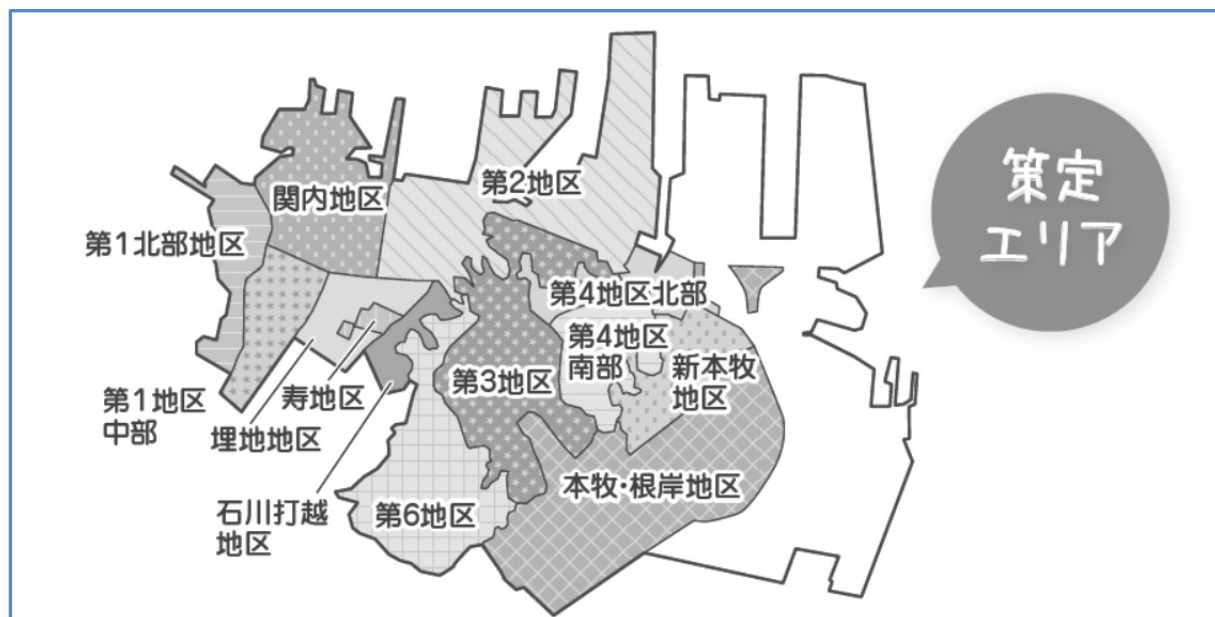 策定
エリア
関内地区
第2地区
第1北部地区
第4地区北部
第4地区
南部
新本牧
地区
第3地区
第1地区
中部
寿地区
埋地地区
石川打越
地区
第6地区
本牧・根岸地区